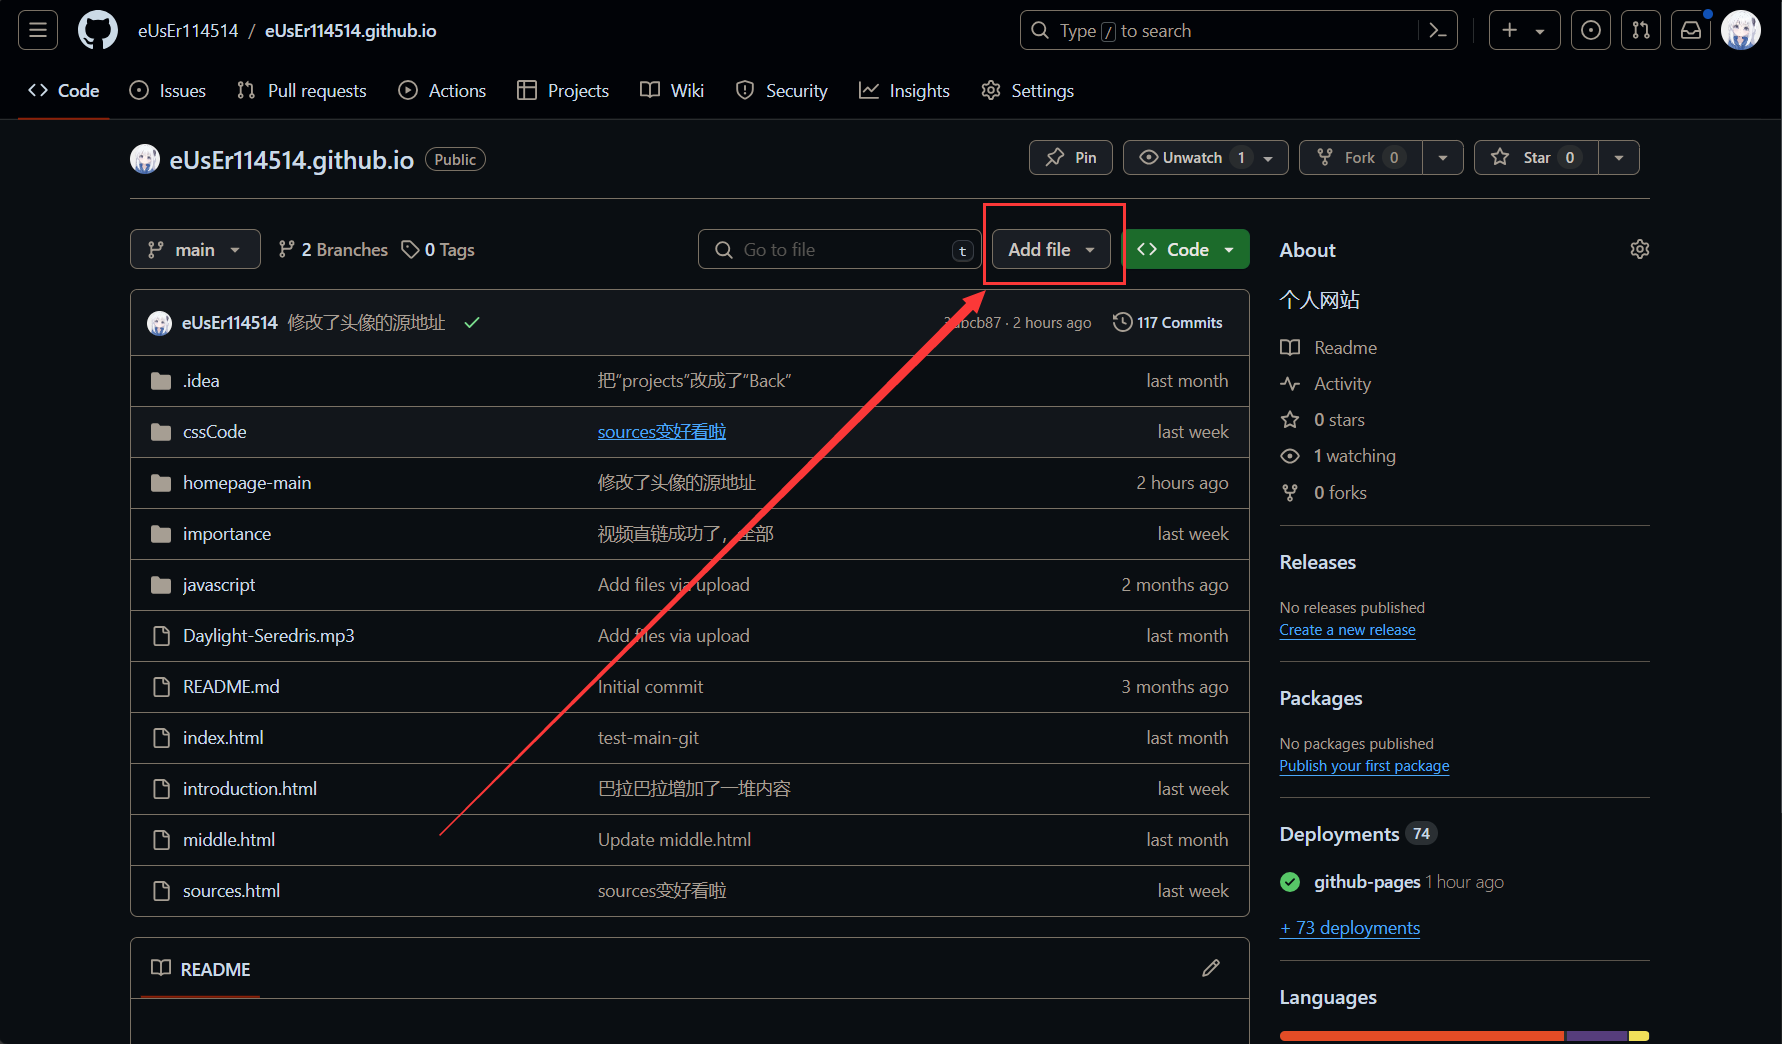 eUsEr114514 / eUsEr114514.github.io
Type / to search
Code Issues Pull requests Actions Projects Wiki Security Insights Settings
eUsEr114514.github.io Public
Pin Unwatch 1 Fork 0 Star 0
main 2 Branches 0 Tags
Go to file t
Add file Code
eUsEr114514 修改了头像的源地址
· 2 hours ago 117 Commits
.idea 把“projects”改成了“Back” last month
cssCode sources变好看啦 last week
homepage-main 修改了头像的源地址 2 hours ago
importance 视频直链成功了，全部 last week
javascript Add files via upload 2 months ago
Daylight-Seredris.mp3 Add files via upload last month
README.md Initial commit 3 months ago
index.html test-main-git last month
introduction.html 巴拉巴拉增加了一堆内容 last week
middle.html Update middle.html last month
sources.html sources变好看啦 last week
README
About
个人网站
Readme
Activity
0 stars
1 watching
0 forks
Releases
No releases published
Create a new release
Packages
No packages published
Publish your first package
Deployments 74
github-pages 1 hour ago
+ 73 deployments
Languages